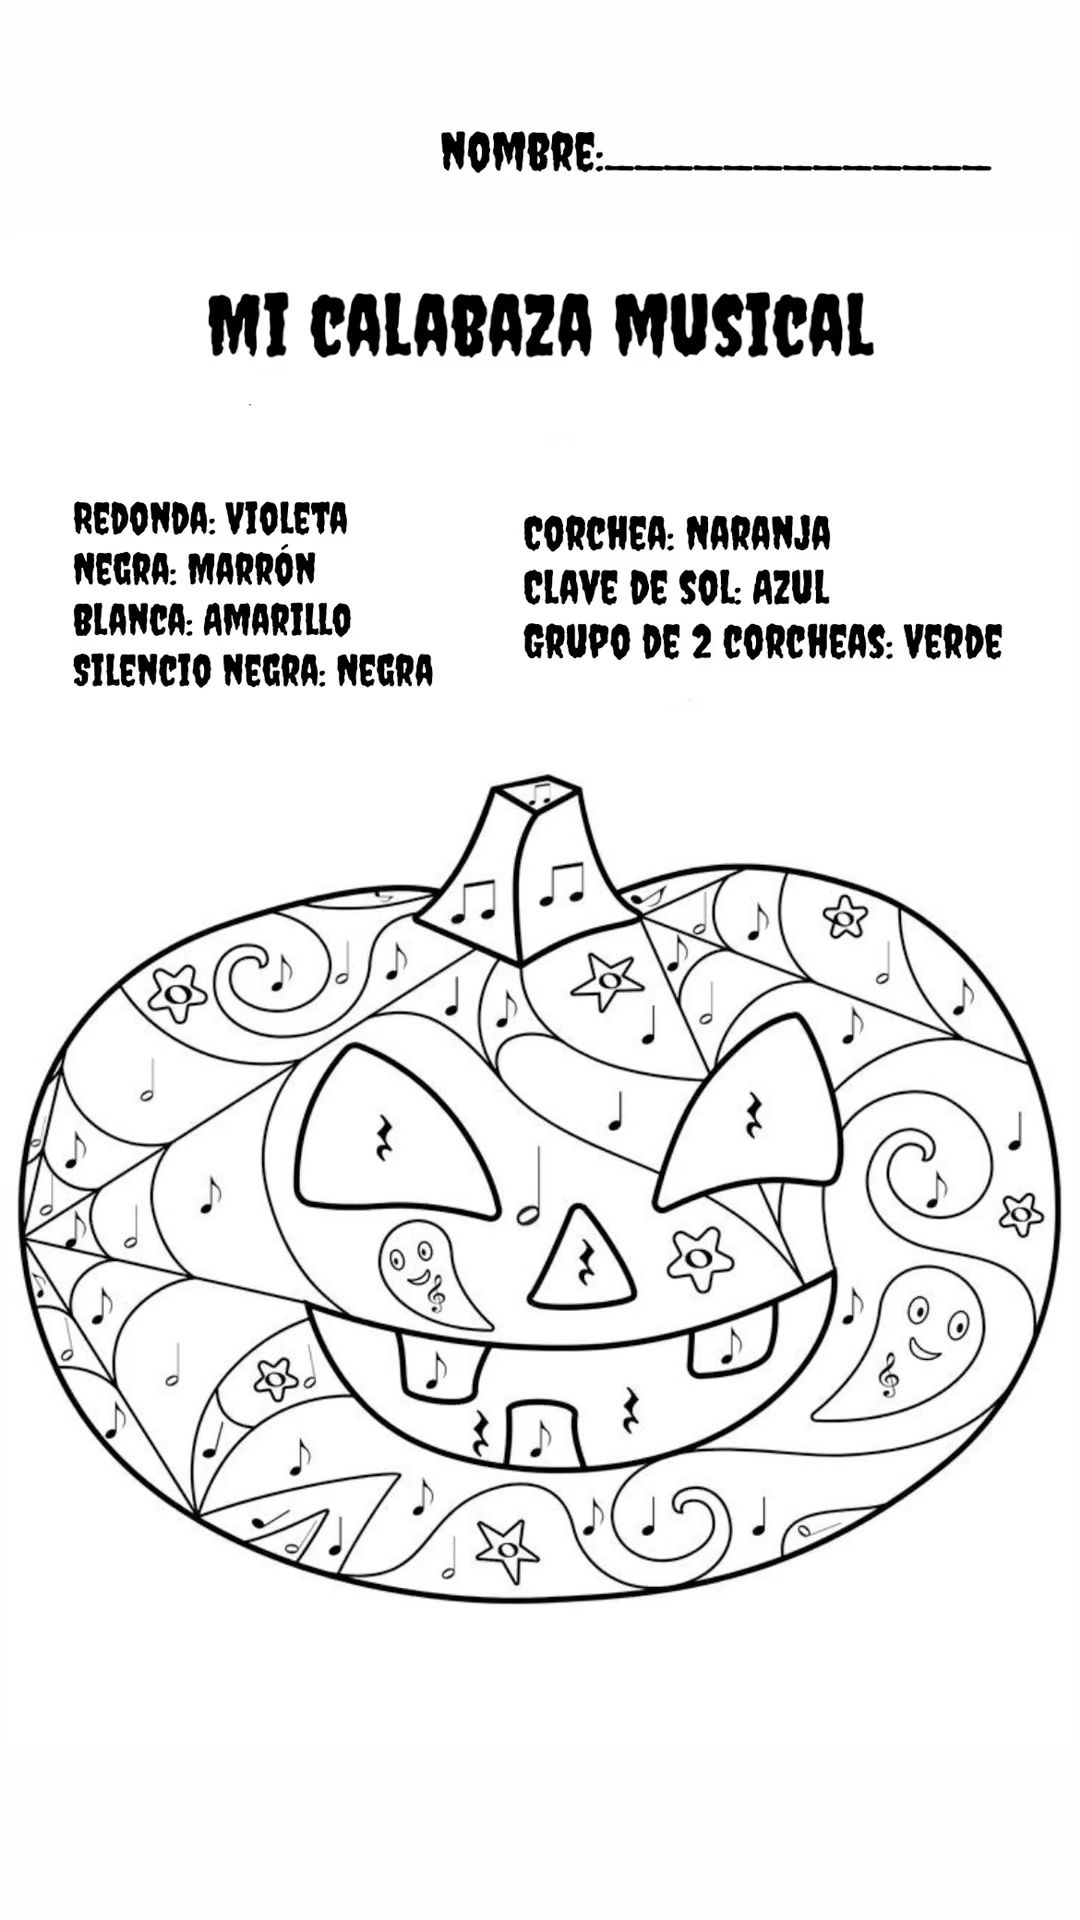 NOMBRE:__________________
MI CALABAZA MUSICAL
REDONDA: VIOLETA
NEGRA: MARRÓN
BLANCA: AMARILLO
SILENCIO NEGRA: NEGRA
CORCHEA: NARANJA
CLAVE DE SOL: AZUL
GRUPO DE 2 CORCHEAS: VERDE